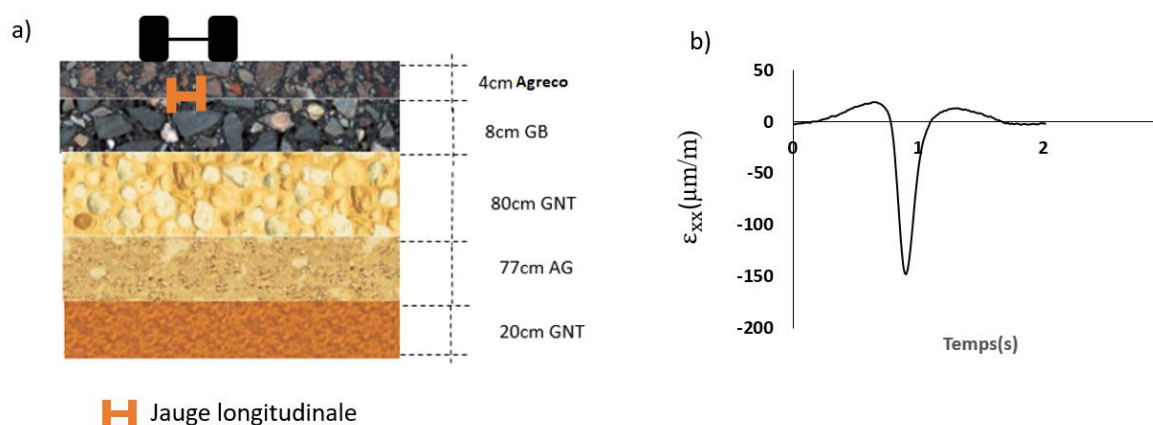 a)
4cm Agreco
8cm GB
80cm GNT
77cm AG
20cm GNT
Jauge longitudinale
b)
50
0
-50
-100
-150
-200
0
1
2
εxx(μm/m)
Temps(s)